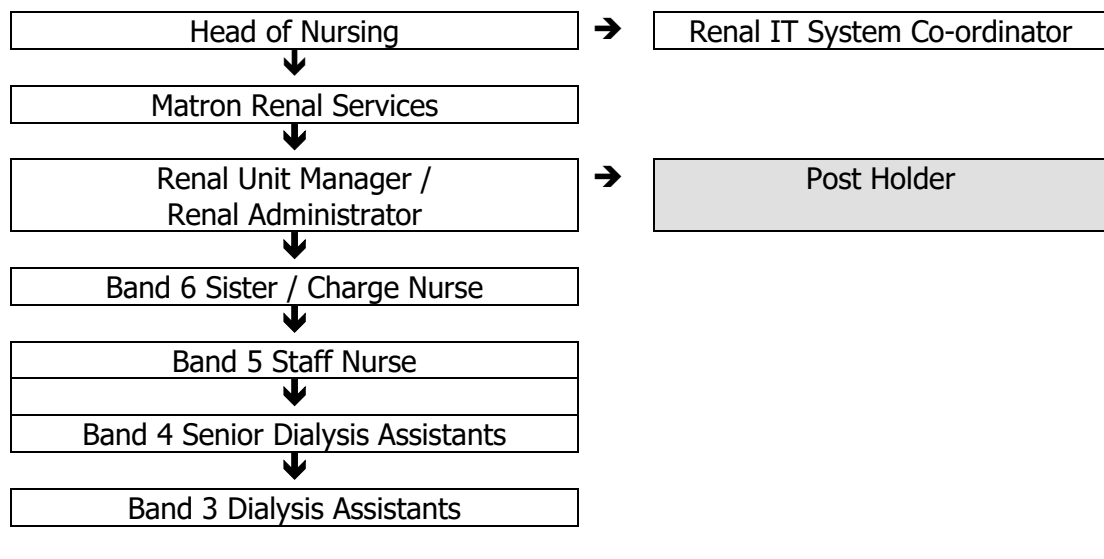 Head of Nursing ➔ Renal IT System Co-ordinator
Matron Renal Services
Renal Unit Manager / ➔ Post Holder
Renal Administrator
Band 6 Sister / Charge Nurse
Band 5 Staff Nurse
Band 4 Senior Dialysis Assistants
Band 3 Dialysis Assistants